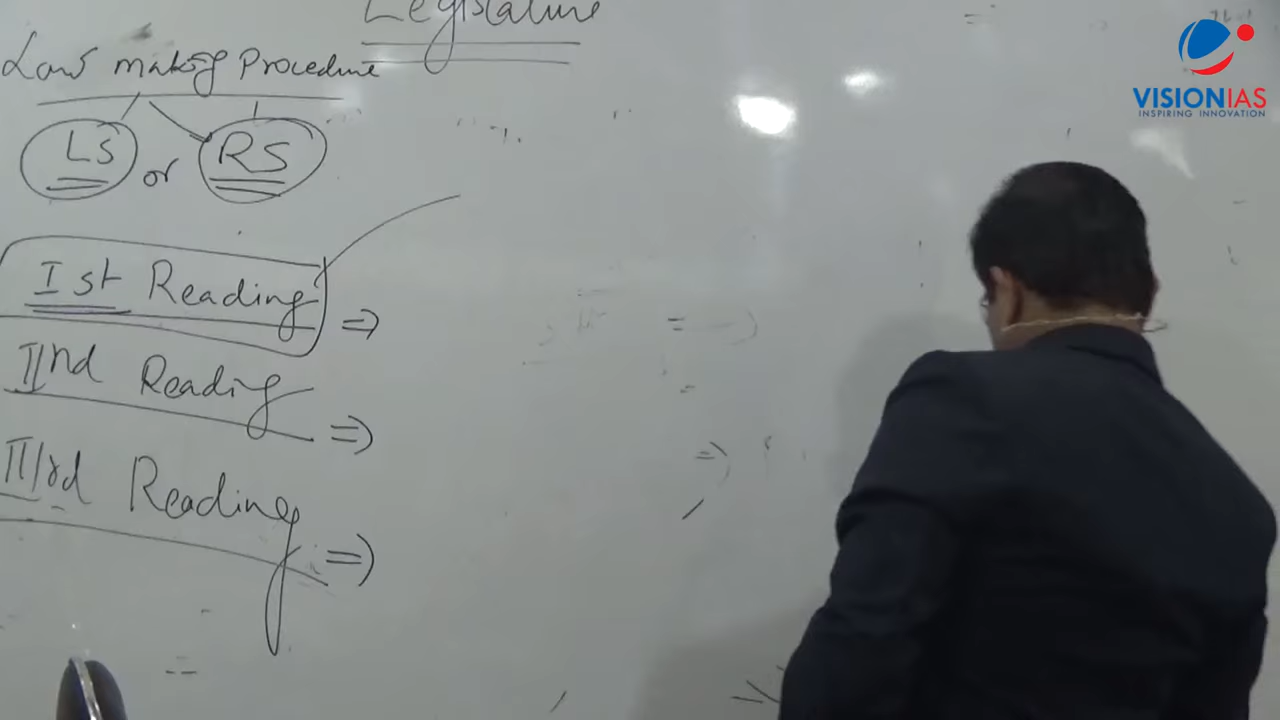 Legislature
Law making Procedure
LS or RS
Ist Reading =>
IInd Reading =>
IIIrd Reading =>
VISIONIAS
INSPIRING INNOVATION